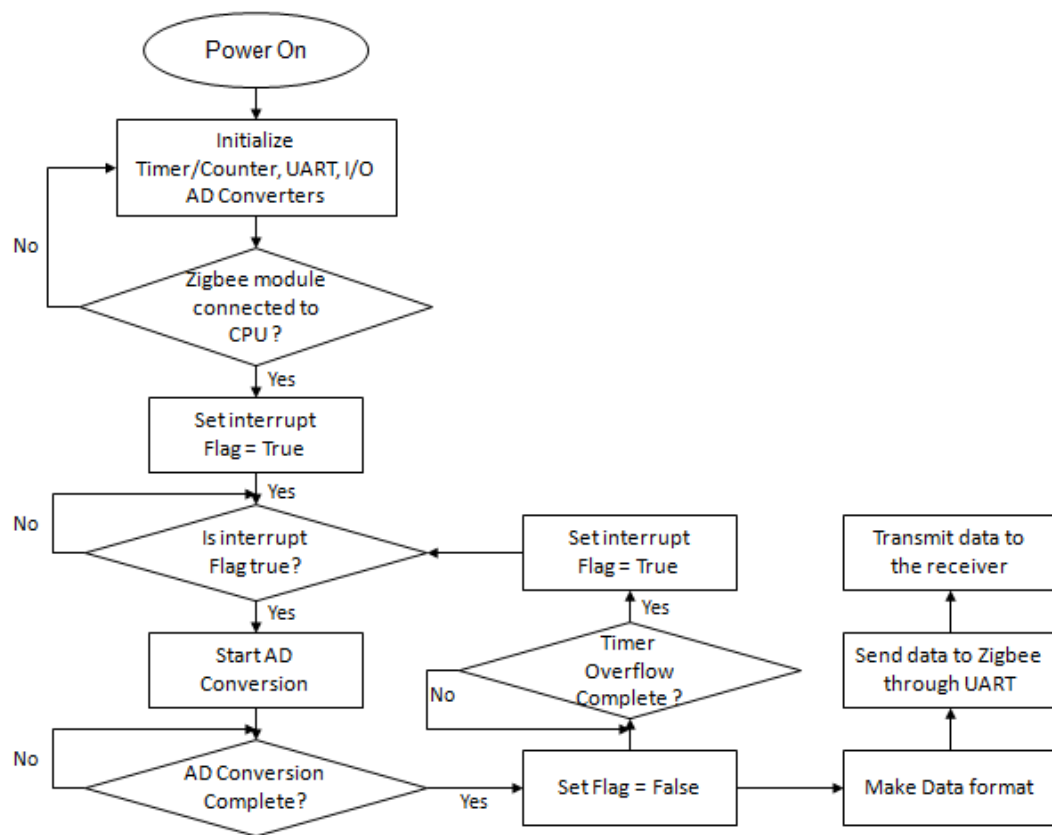 Power On
Initialize
Timer/Counter, UART, I/O
AD Converters
No
Zigbee module
connected to
CPU ?
Yes
Set interrupt
Flag = True
Yes
No
Is interrupt
Flag true?
Yes
Start AD
Conversion
No
AD Conversion
Complete?
Yes
Set Flag = False
No
Timer
Overflow
Complete ?
Yes
Set interrupt
Flag = True
Make Data format
Send data to Zigbee
through UART
Transmit data to
the receiver